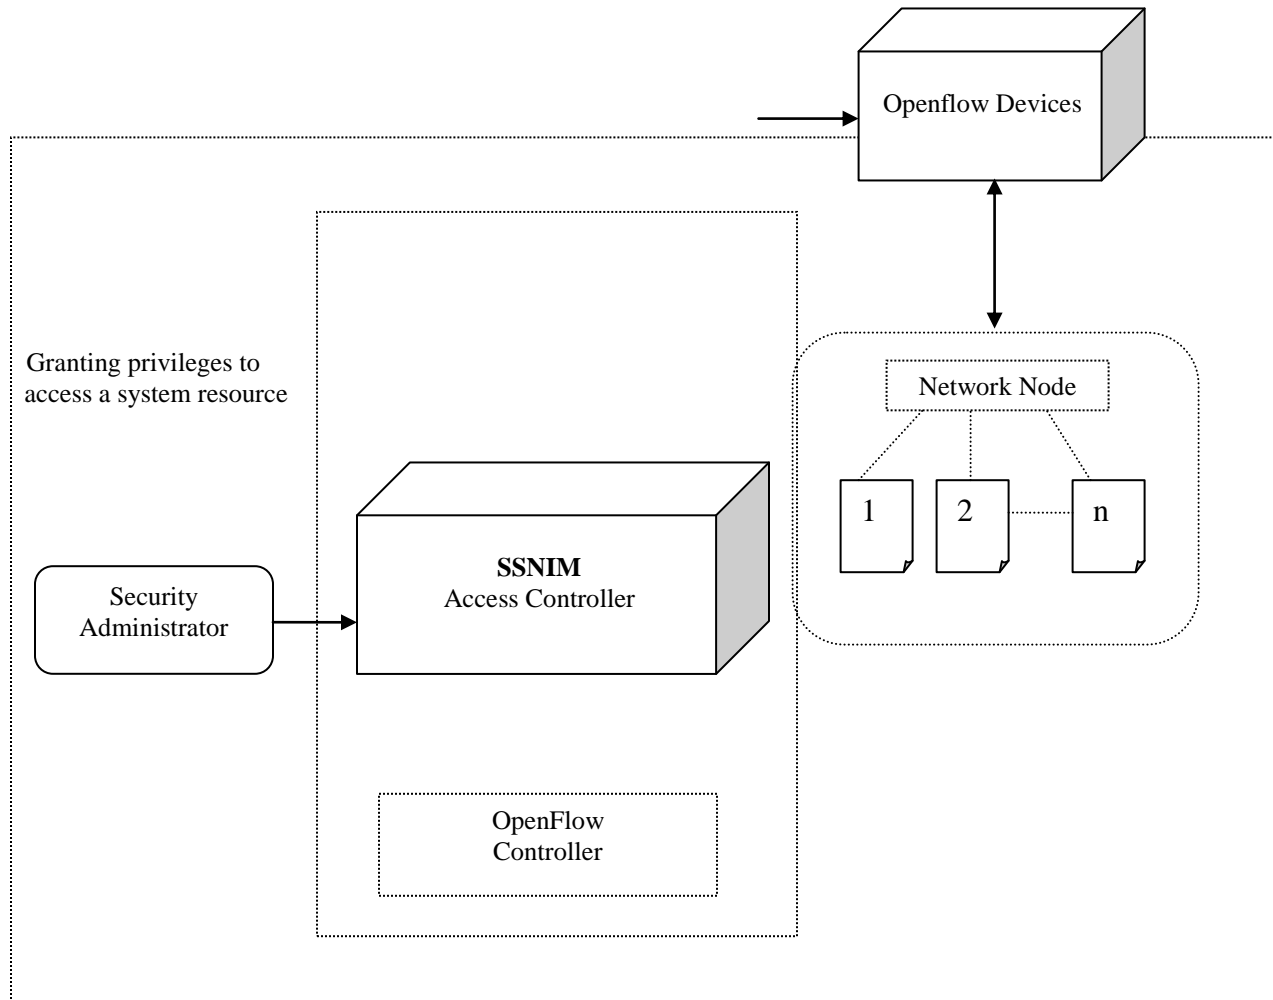 Openflow Devices
Granting privileges to
access a system resource
Network Node
1 2 n
SSNIM
Access Controller
Security
Administrator
OpenFlow
Controller